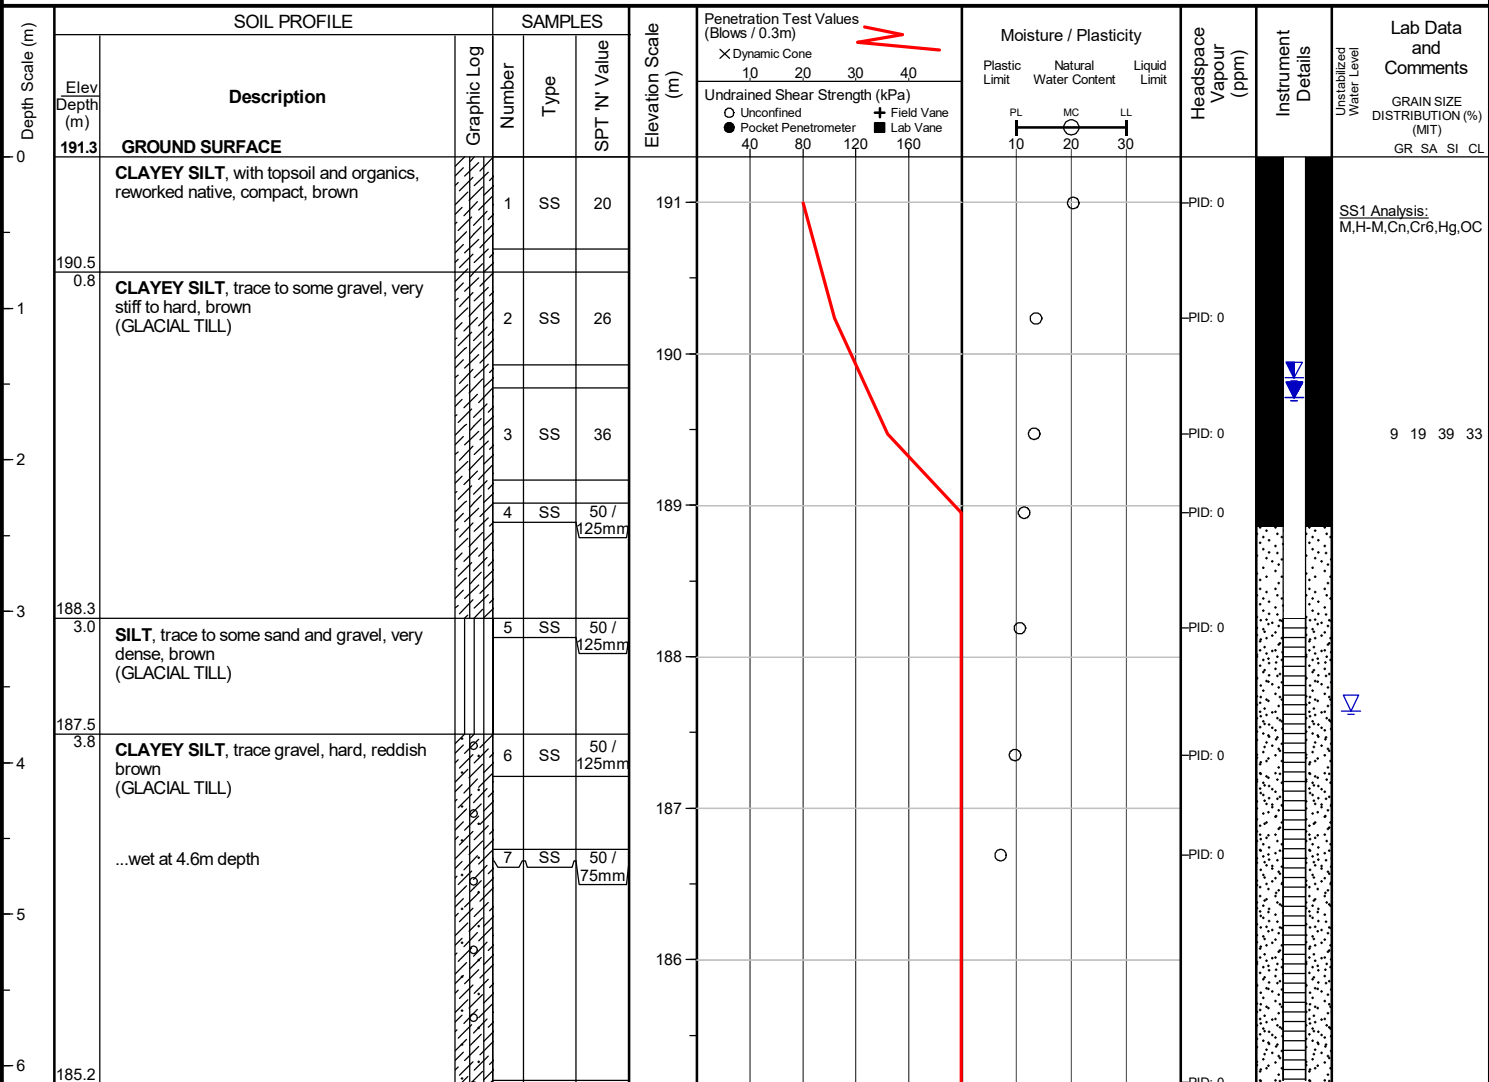 Depth Scale (m)
SOIL PROFILE
Elev
Depth
(m)
Description
191.3 GROUND SURFACE
Graphic Log
SAMPLES
Number
Type
SPT 'N' Value
Elevation Scale
(m)
Penetration Test Values
(Blows / 0.3m)
Dynamic Cone
10 20 30 40
Undrained Shear Strength (kPa)
Unconfined Field Vane
Pocket Penetrometer Lab Vane
40 80 120 160
Moisture / Plasticity
Plastic Natural Liquid
Limit Water Content Limit
PL MC LL
10 20 30
Headspace
Vapour
(ppm)
Instrument
Details
Unstabilized
Water Level
Lab Data
and
Comments
GRAIN SIZE
DISTRIBUTION (%)
(MIT)
GR SA SI CL
0
CLAYEY SILT, with topsoil and organics,
reworked native, compact, brown
1 SS 20
191
PID: 0
SS1 Analysis:
M,H-M,Cn,Cr6,Hg,OC
190.5
0.8
CLAYEY SILT, trace to some gravel, very
stiff to hard, brown
(GLACIAL TILL)
1
2 SS 26
PID: 0
190
3 SS 36
PID: 0
9 19 39 33
2
189
4 SS 50 /
125mm
PID: 0
3
188.3
3.0
SILT, trace to some sand and gravel, very
dense, brown
(GLACIAL TILL)
5 SS 50 /
125mm
PID: 0
188
187.5
3.8
CLAYEY SILT, trace gravel, hard, reddish
brown
(GLACIAL TILL)
4
6 SS 50 /
125mm
PID: 0
187
...wet at 4.6m depth
7 SS 50 /
75mm
PID: 0
5
186
6
185.2
PID: 0